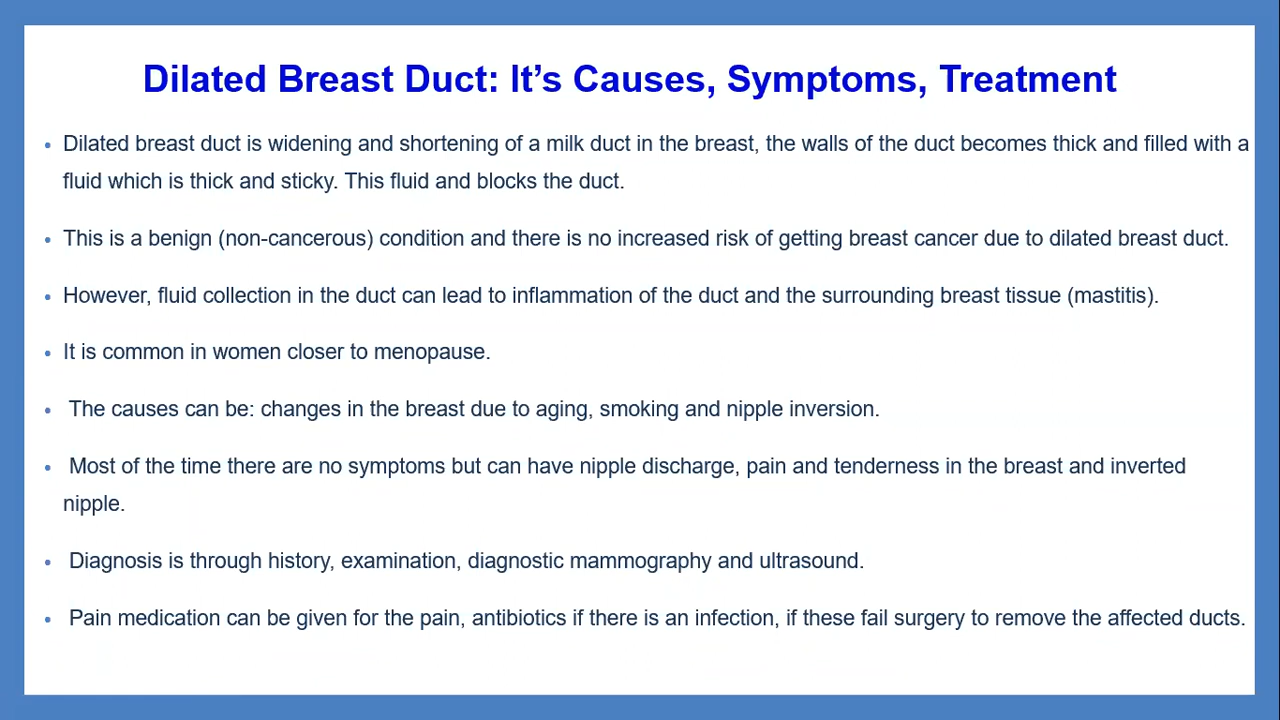 Dilated Breast Duct: It’s Causes, Symptoms, Treatment
• Dilated breast duct is widening and shortening of a milk duct in the breast, the walls of the duct becomes thick and filled with a
fluid which is thick and sticky. This fluid and blocks the duct.
• This is a benign (non-cancerous) condition and there is no increased risk of getting breast cancer due to dilated breast duct.
• However, fluid collection in the duct can lead to inflammation of the duct and the surrounding breast tissue (mastitis).
• It is common in women closer to menopause.
• The causes can be: changes in the breast due to aging, smoking and nipple inversion.
• Most of the time there are no symptoms but can have nipple discharge, pain and tenderness in the breast and inverted
nipple.
• Diagnosis is through history, examination, diagnostic mammography and ultrasound.
• Pain medication can be given for the pain, antibiotics if there is an infection, if these fail surgery to remove the affected ducts.